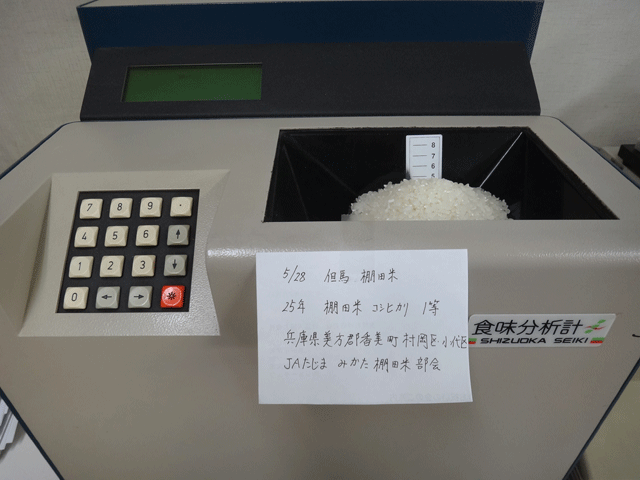 8
7
6
7 8 9 ·
4 5 6 ↑
1 2 3 ↓
0 ← → *
5/28 但馬 棚田米
25年 棚田米 コシヒカリ 1等
兵庫県美方郡香美町村岡区・小代区
JAたじま みかた棚田米部会
食味分析計
SHIZUOKA SEIKI